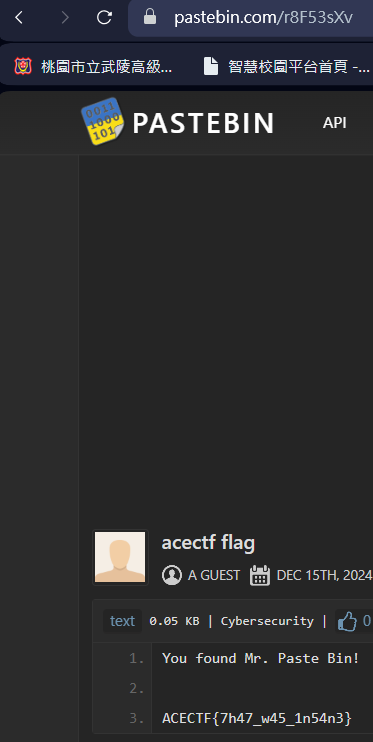 pastebin.com/r8F53sXv
桃園市立武陵高級...
智慧校園平台首頁 -...
0011
1000
101
PASTEBIN
API
acectf flag
A GUEST
DEC 15TH, 2024
text 0.05 KB | Cybersecurity | 0
1. You found Mr. Paste Bin!
2.
3. ACECTF{7h47_w45_1n54n3}